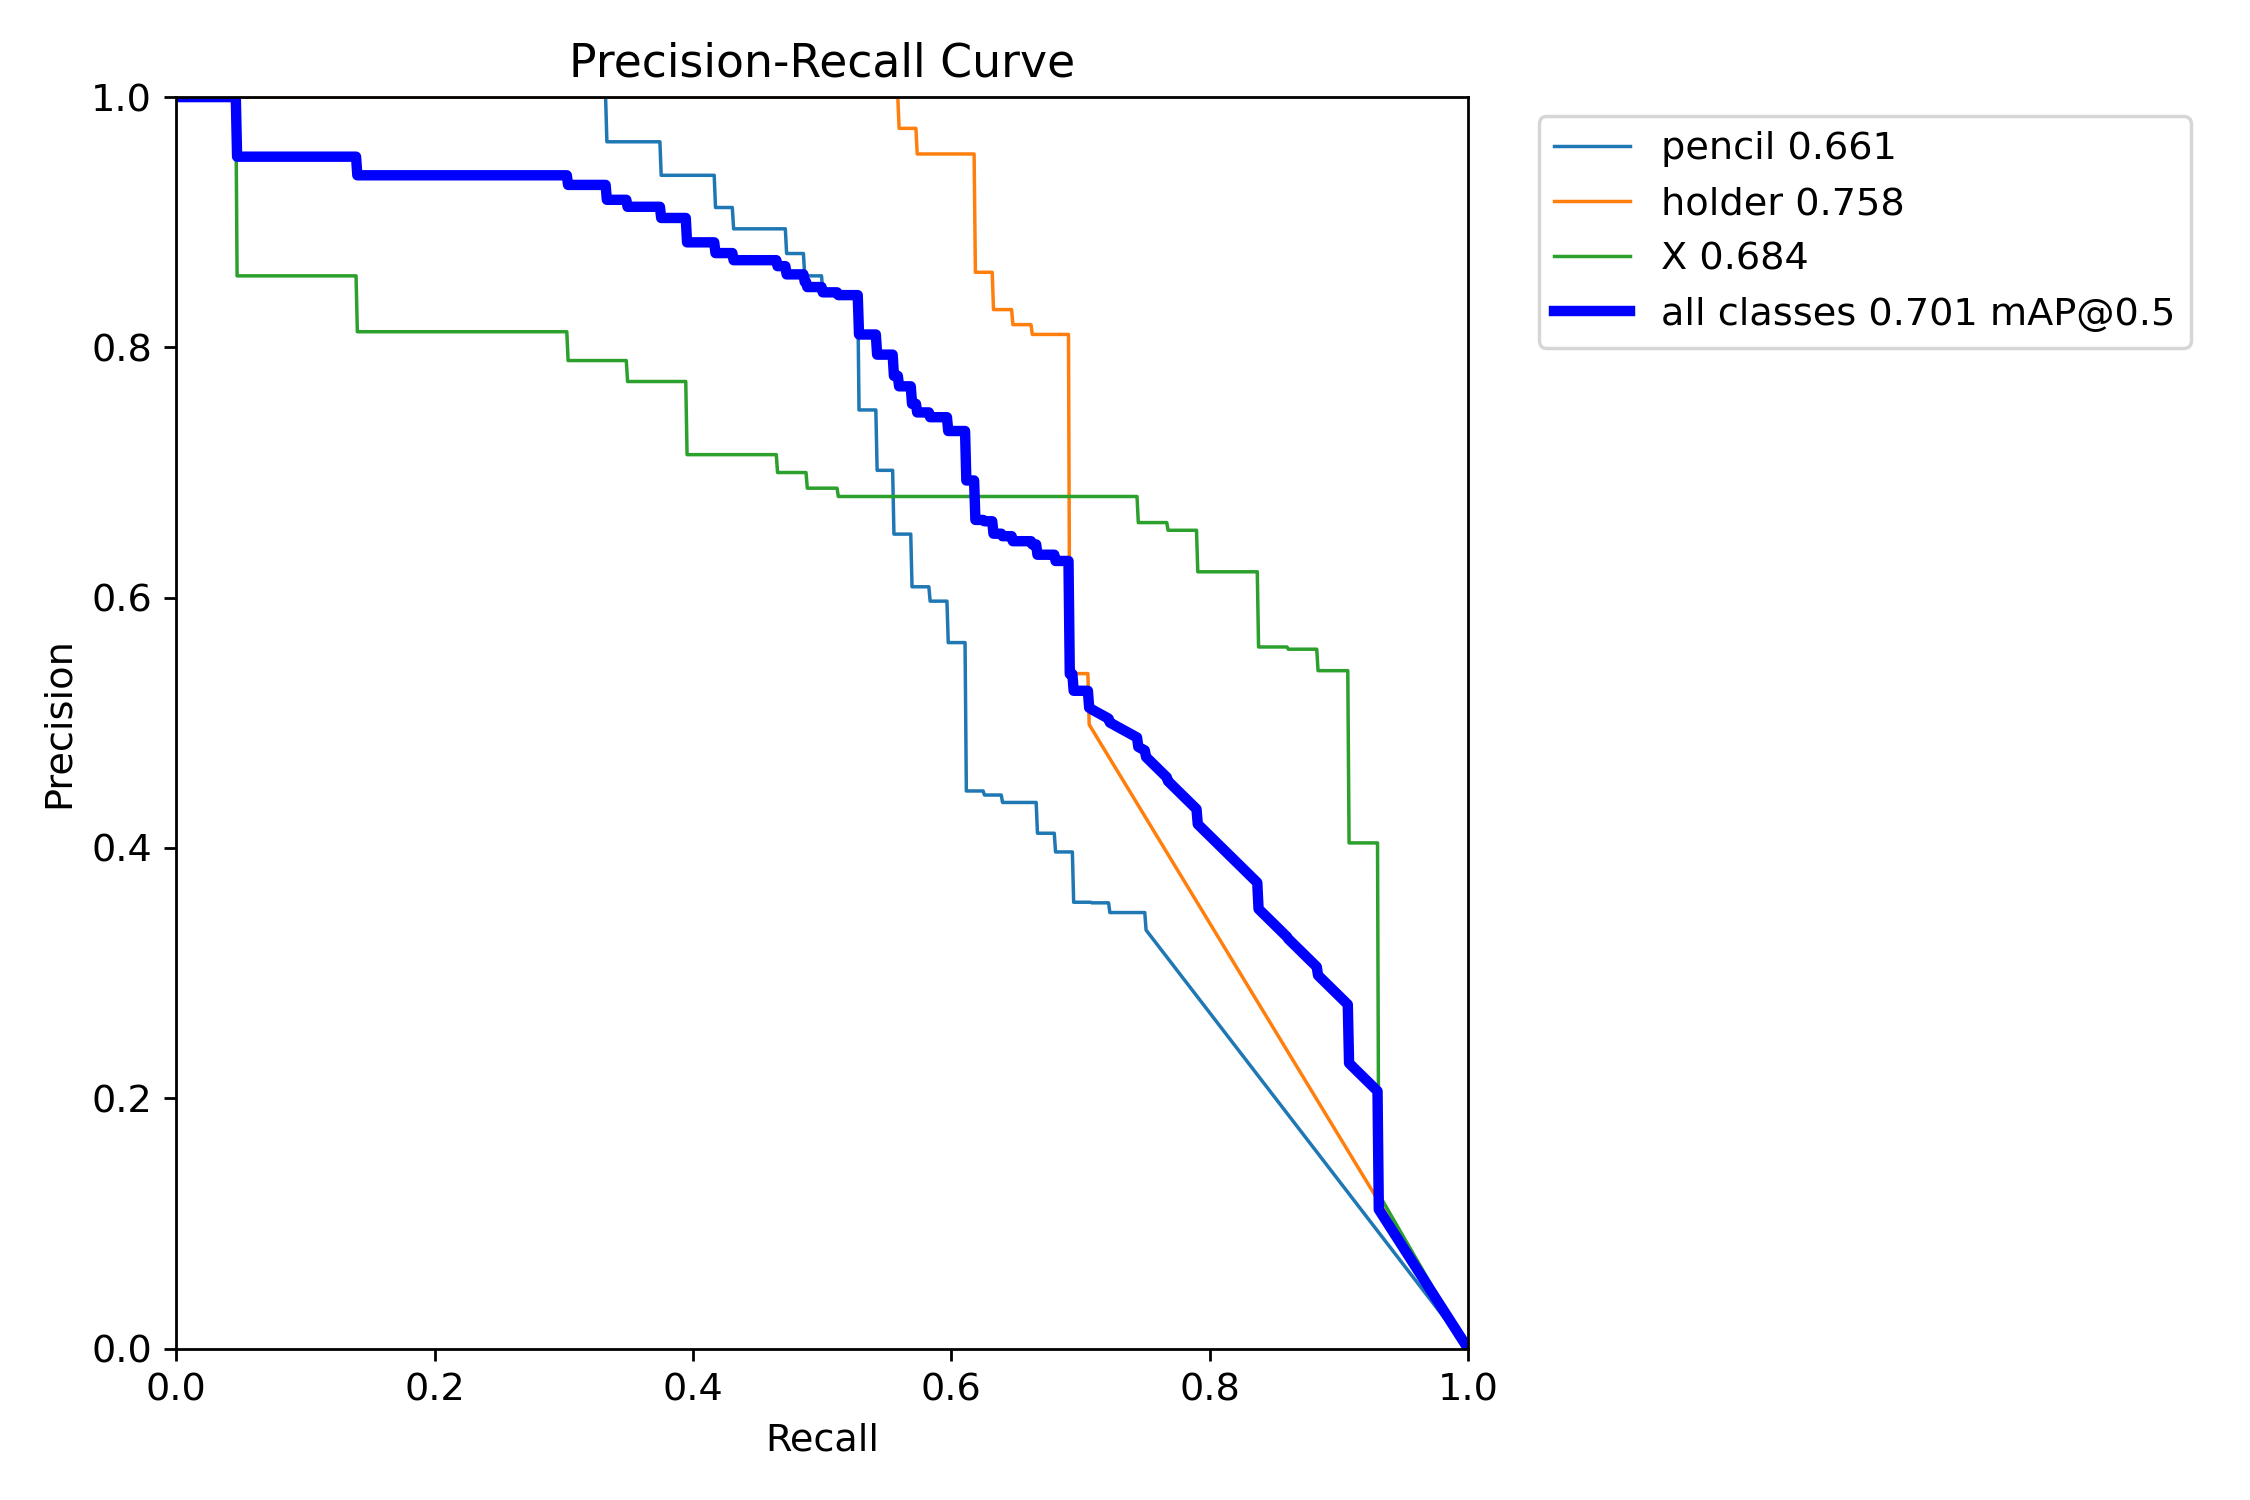 Precision-Recall Curve
1.0
0.8
0.6
0.4
0.2
0.0
Precision
0.0 0.2 0.4 0.6 0.8 1.0
Recall
pencil 0.661
holder 0.758
X 0.684
all classes 0.701 mAP@0.5